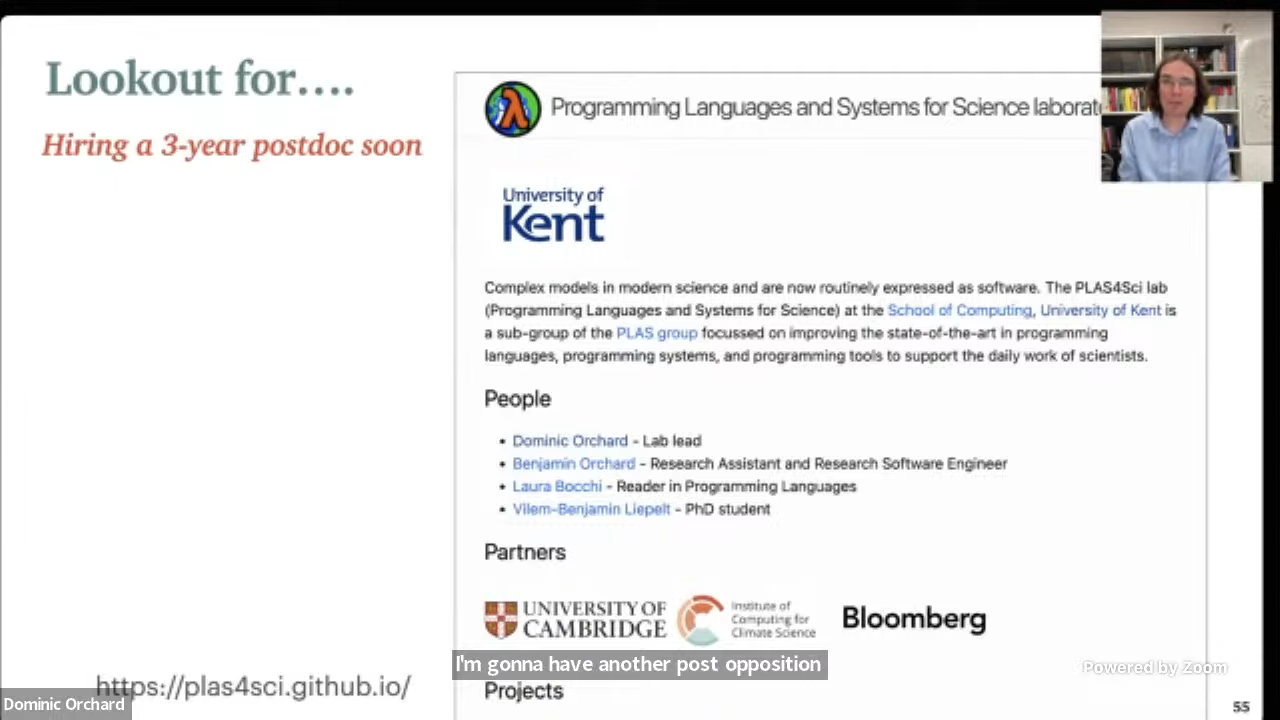 Lookout for....
Hiring a 3-year postdoc soon
Programming Languages and Systems for Science
University of
Kent
Complex models in modern science and are now routinely expressed as software. The PLAS4Sci lab
(Programming Languages and Systems for Science) at the School of Computing, University of Kent is
a sub-group of the PLAS group focussed on improving the state-of-the-art in programming
languages, programming systems, and programming tools to support the daily work of scientists.
People
• Dominic Orchard - Lab lead
• Benjamin Orchard - Research Assistant and Research Software Engineer
• Laura Bocchi - Reader in Programming Languages
• Vilem-Benjamin Liepelt - PhD student
Partners
UNIVERSITY OF
CAMBRIDGE
Institute of
Computing for
Climate Science
Bloomberg
I'm gonna have another post opposition
Powered by Zoom
Projects
https://plas4sci.github.io/
Dominic Orchard
55